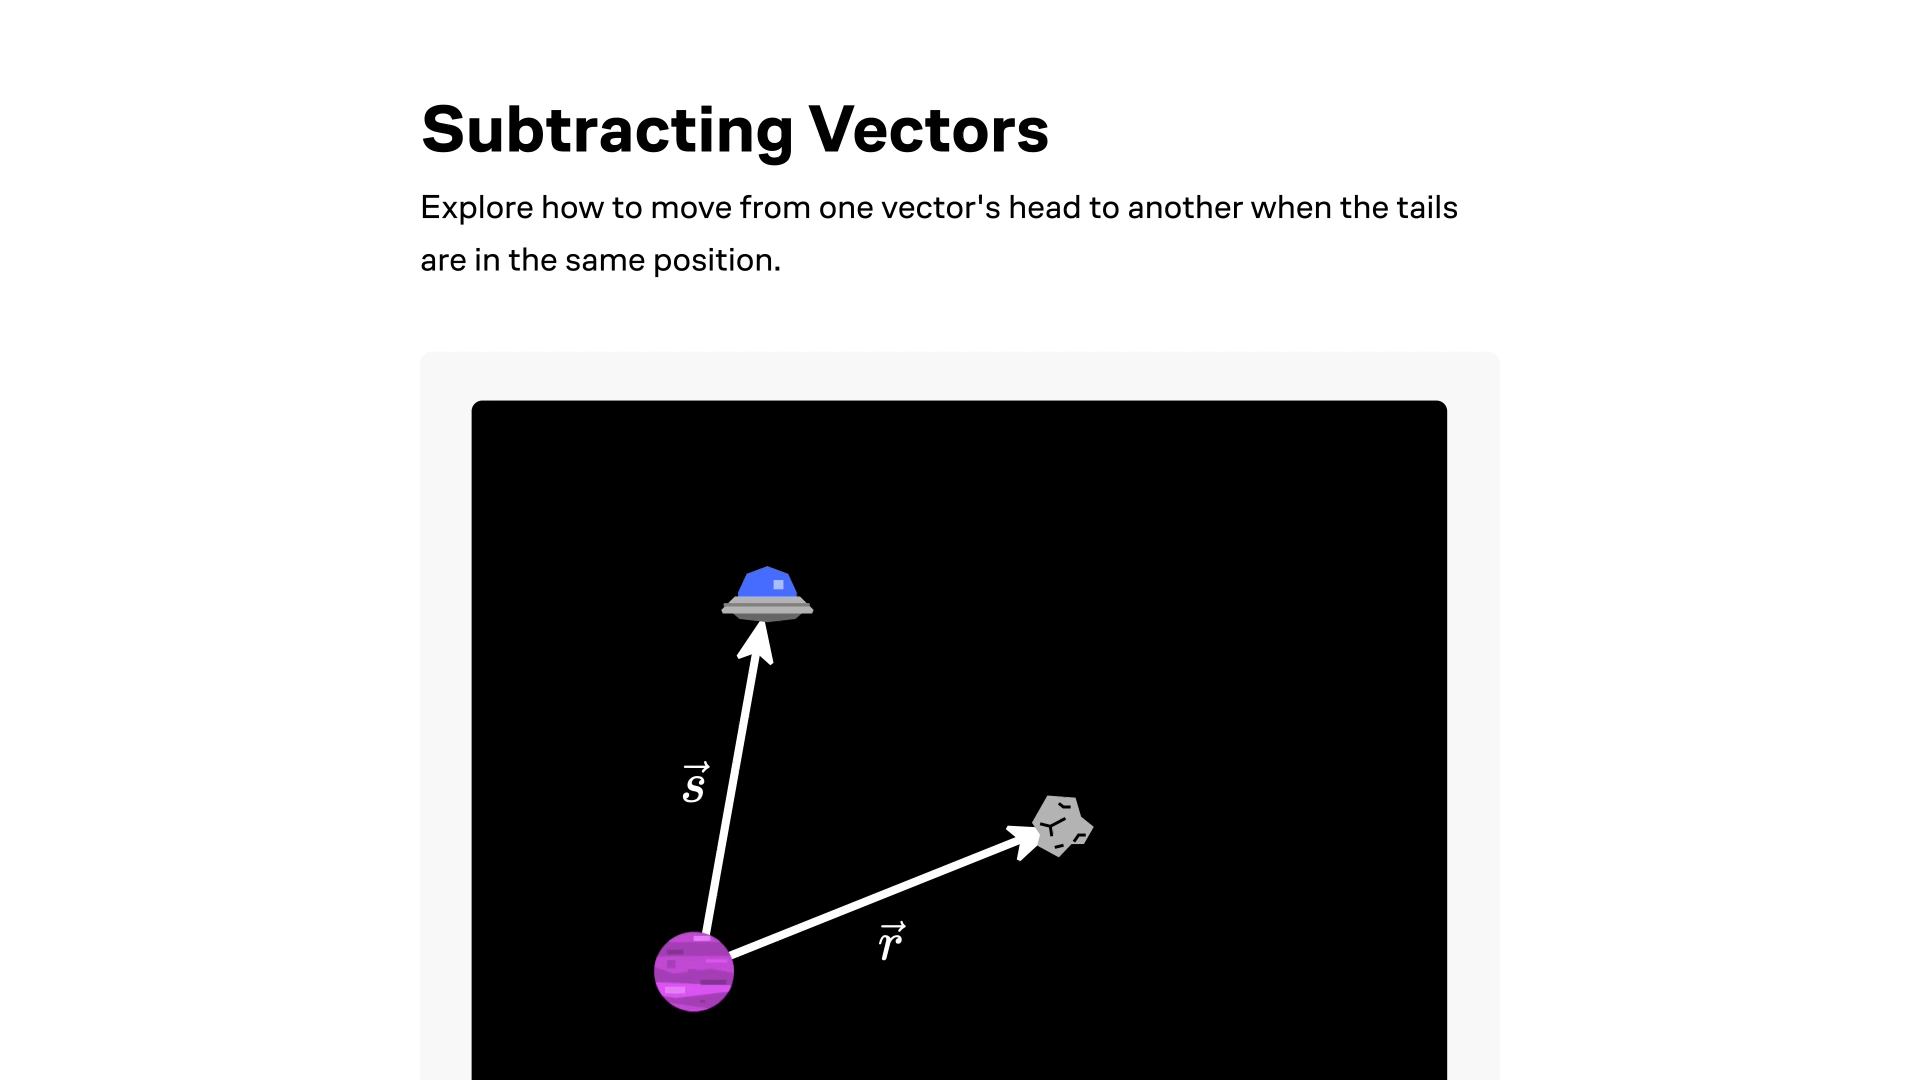 Subtracting Vectors
Explore how to move from one vector's head to another when the tails
are in the same position.
s⃗
r⃗